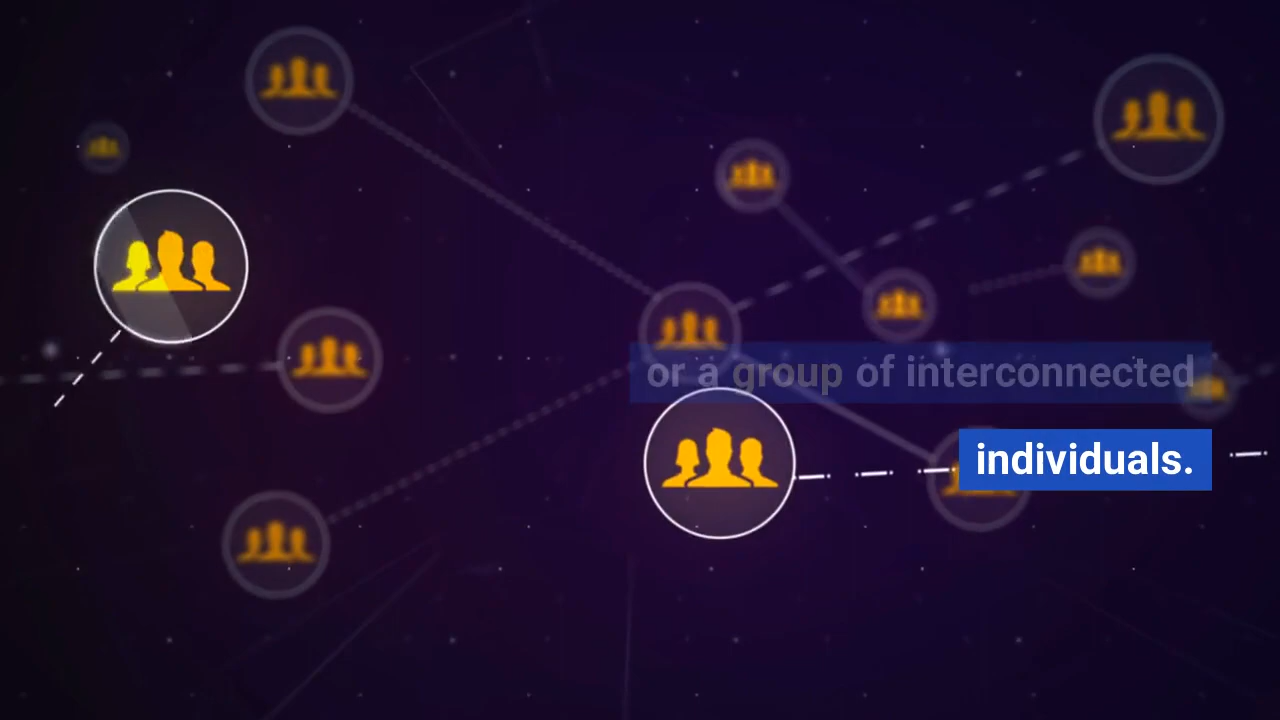 or a group of interconnected
individuals.